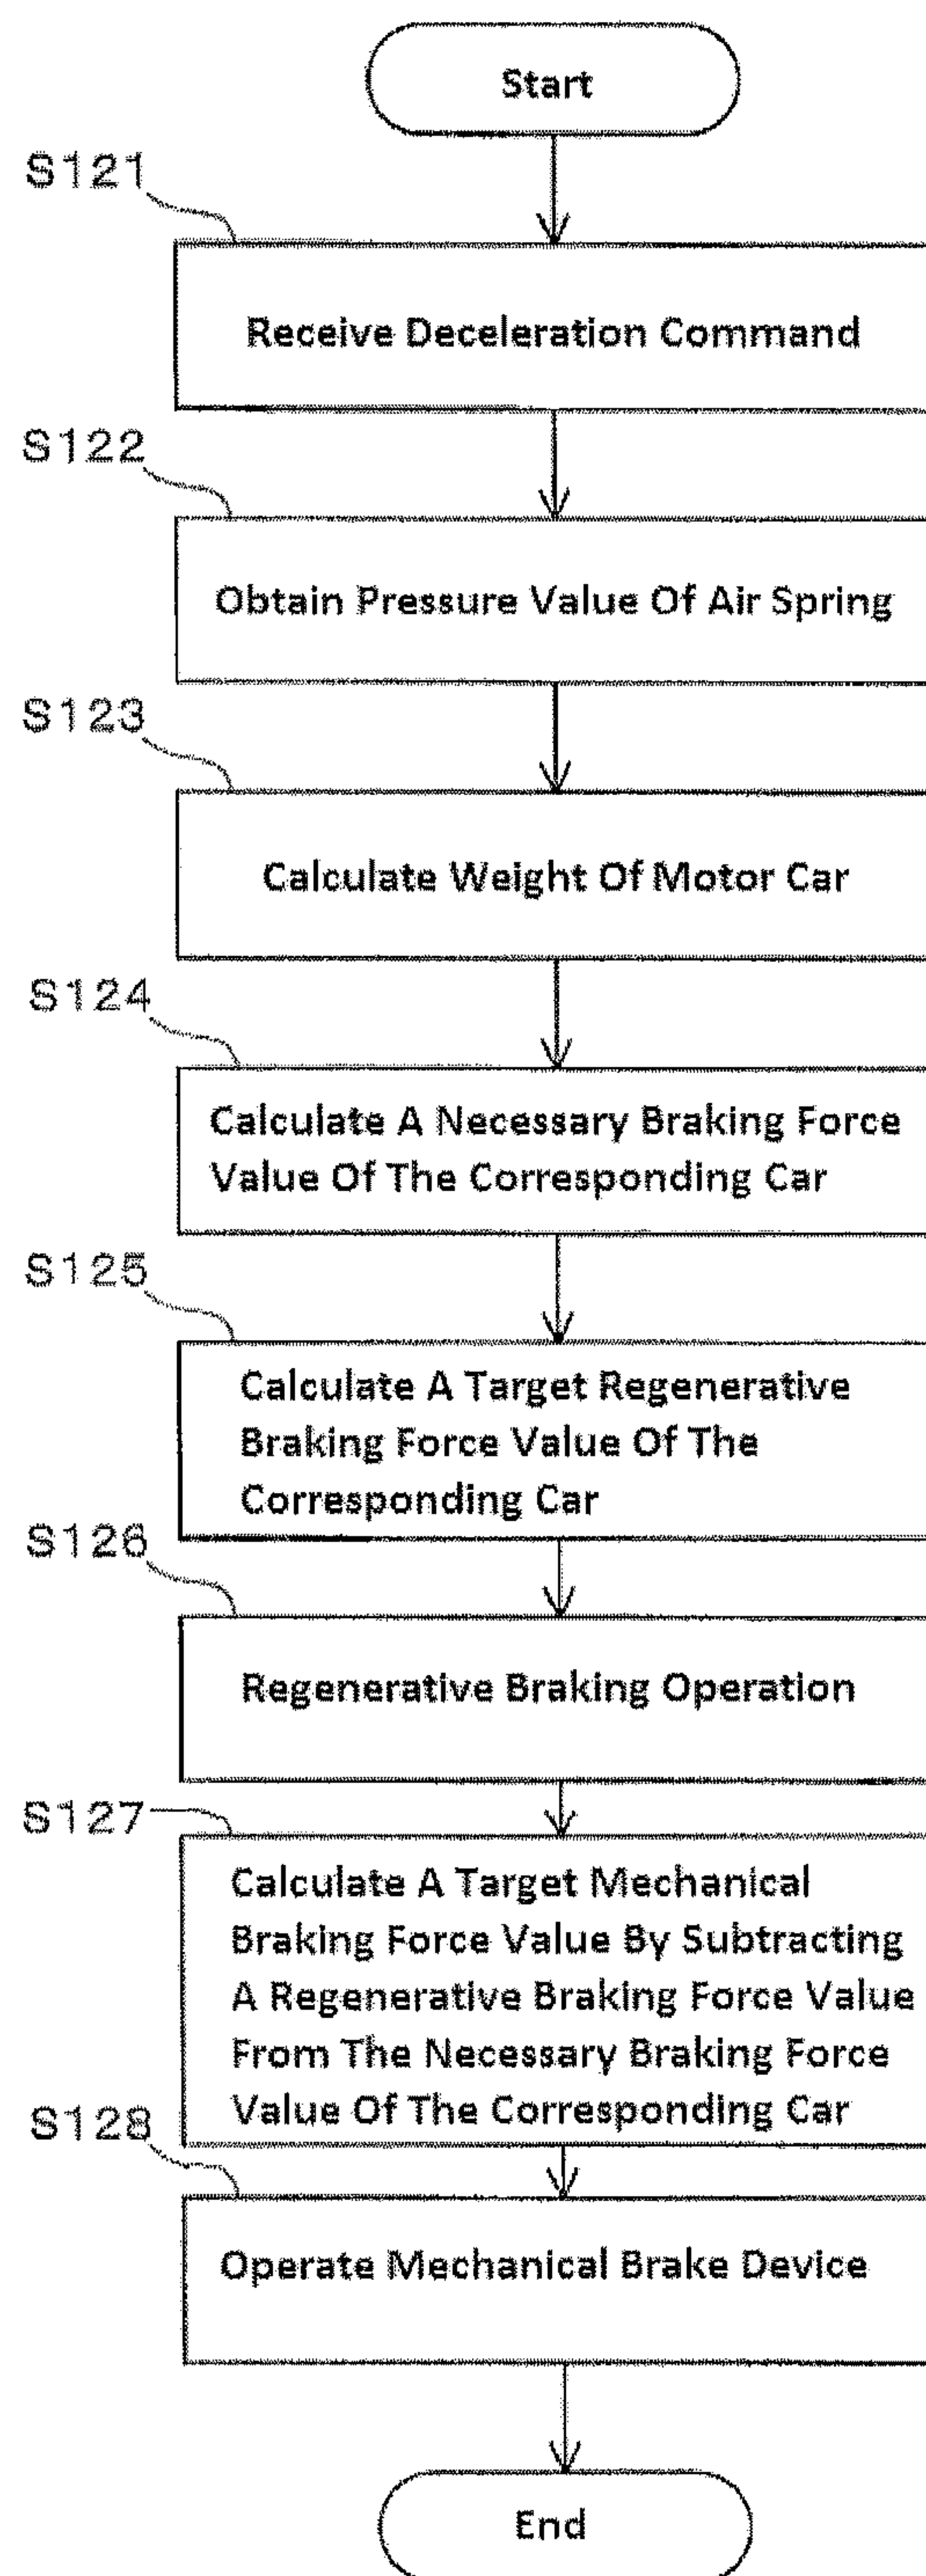 Start
S121
Receive Deceleration Command
S122
Obtain Pressure Value Of Air Spring
S123
Calculate Weight Of Motor Car
S124
Calculate A Necessary Braking Force
Value Of The Corresponding Car
S125
Calculate A Target Regenerative
Braking Force Value Of The
Corresponding Car
S126
Regenerative Braking Operation
S127
Calculate A Target Mechanical
Braking Force Value By Subtracting
A Regenerative Braking Force Value
From The Necessary Braking Force
Value Of The Corresponding Car
S128
Operate Mechanical Brake Device
End